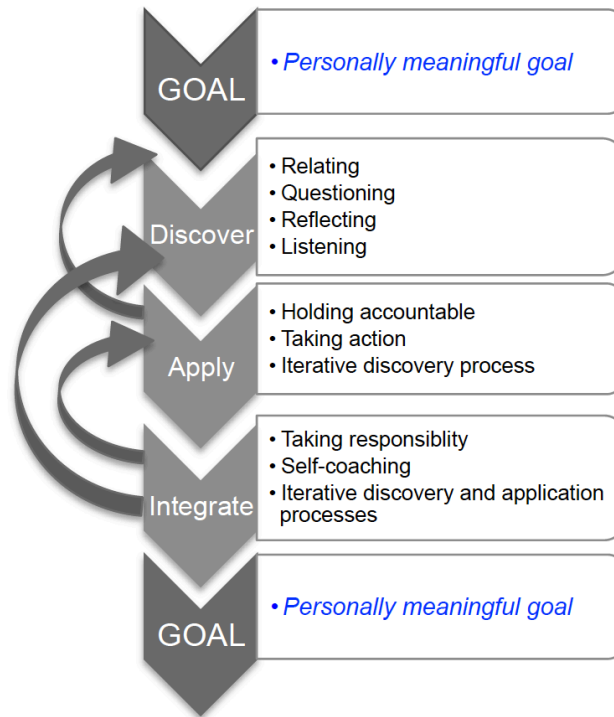 GOAL
• Personally meaningful goal
Discover
• Relating
• Questioning
• Reflecting
• Listening
Apply
• Holding accountable
• Taking action
• Iterative discovery process
Integrate
• Taking responsiblity
• Self-coaching
• Iterative discovery and application
processes
GOAL
• Personally meaningful goal